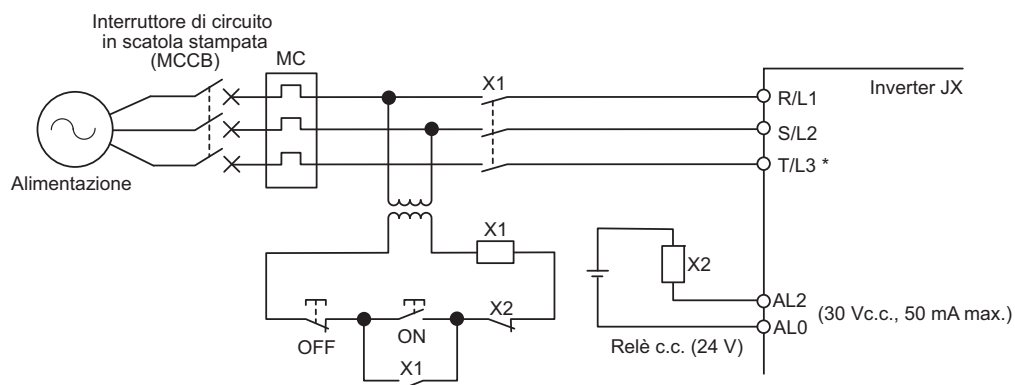 Interruttore di circuito
in scatola stampata
(MCCB)
MC
X1
Inverter JX
R/L1
S/L2
T/L3 *
Alimentazione
X1
X2
AL2
(30 Vc.c., 50 mA max.)
AL0
Relè c.c. (24 V)
OFF
ON
X2
X1